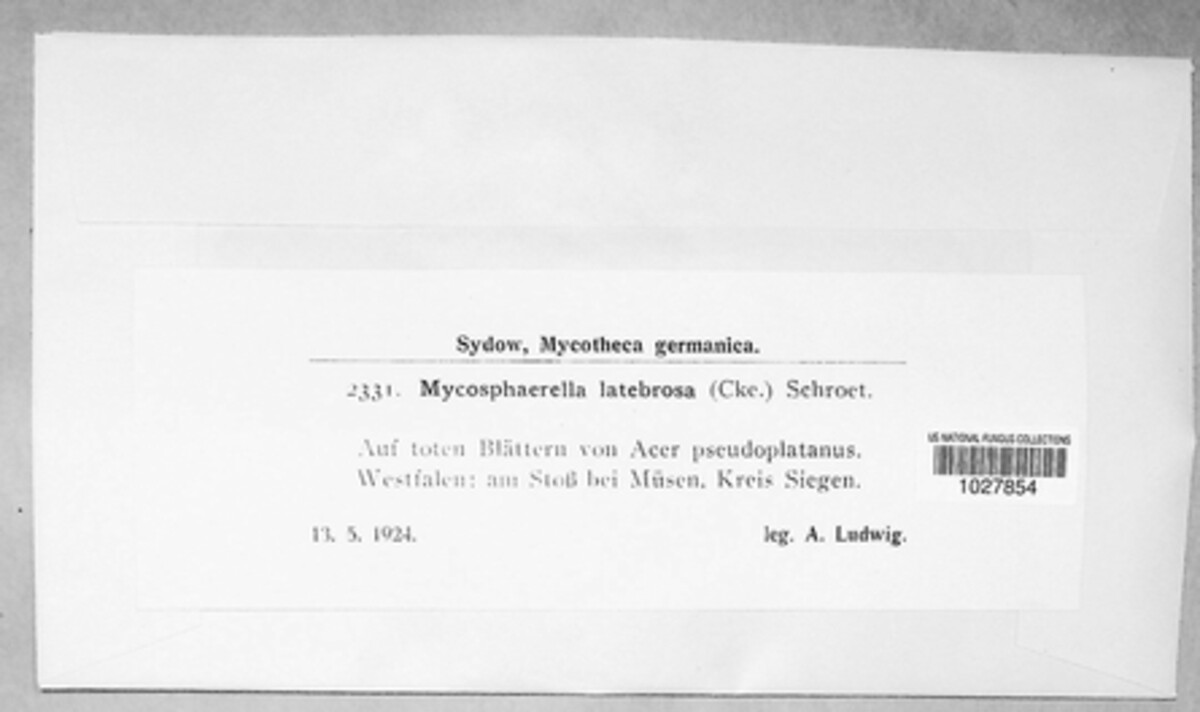 Sydow, Mycotheca germanica.
2331. Mycosphaerella latebrosa (Cke.) Schroet.
Auf toten Blättern von Acer pseudoplatanus.
Westfalen: am Stoß bei Müsen, Kreis Siegen.
13. 5. 1924. leg. A. Ludwig.
US NATIONAL FUNGUS COLLECTIONS
1027854